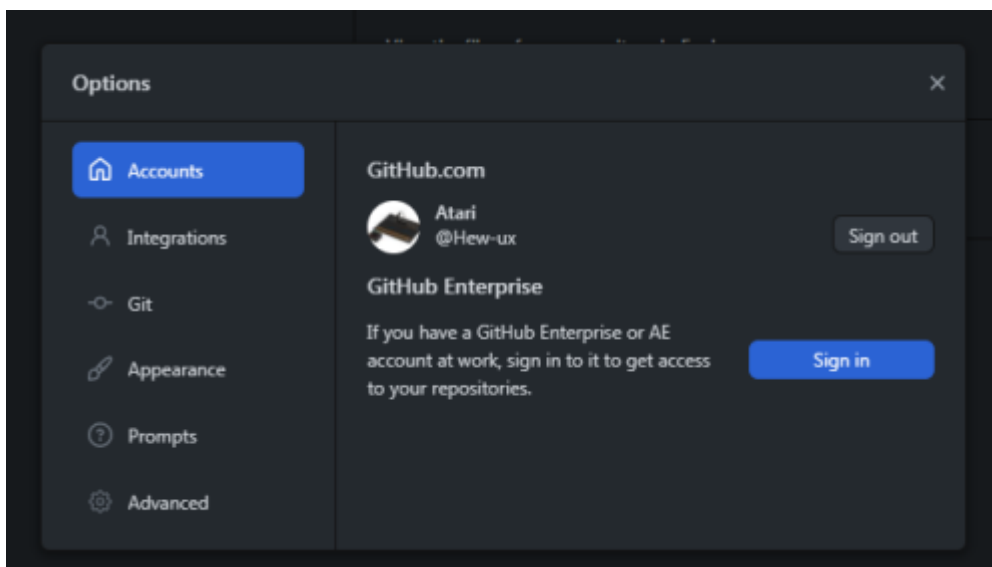 Options
Accounts
Integrations
Git
Appearance
Prompts
Advanced
GitHub.com
Atari
@Hew-ux
Sign out
GitHub Enterprise
If you have a GitHub Enterprise or AE
account at work, sign in to it to get access
to your repositories.
Sign in